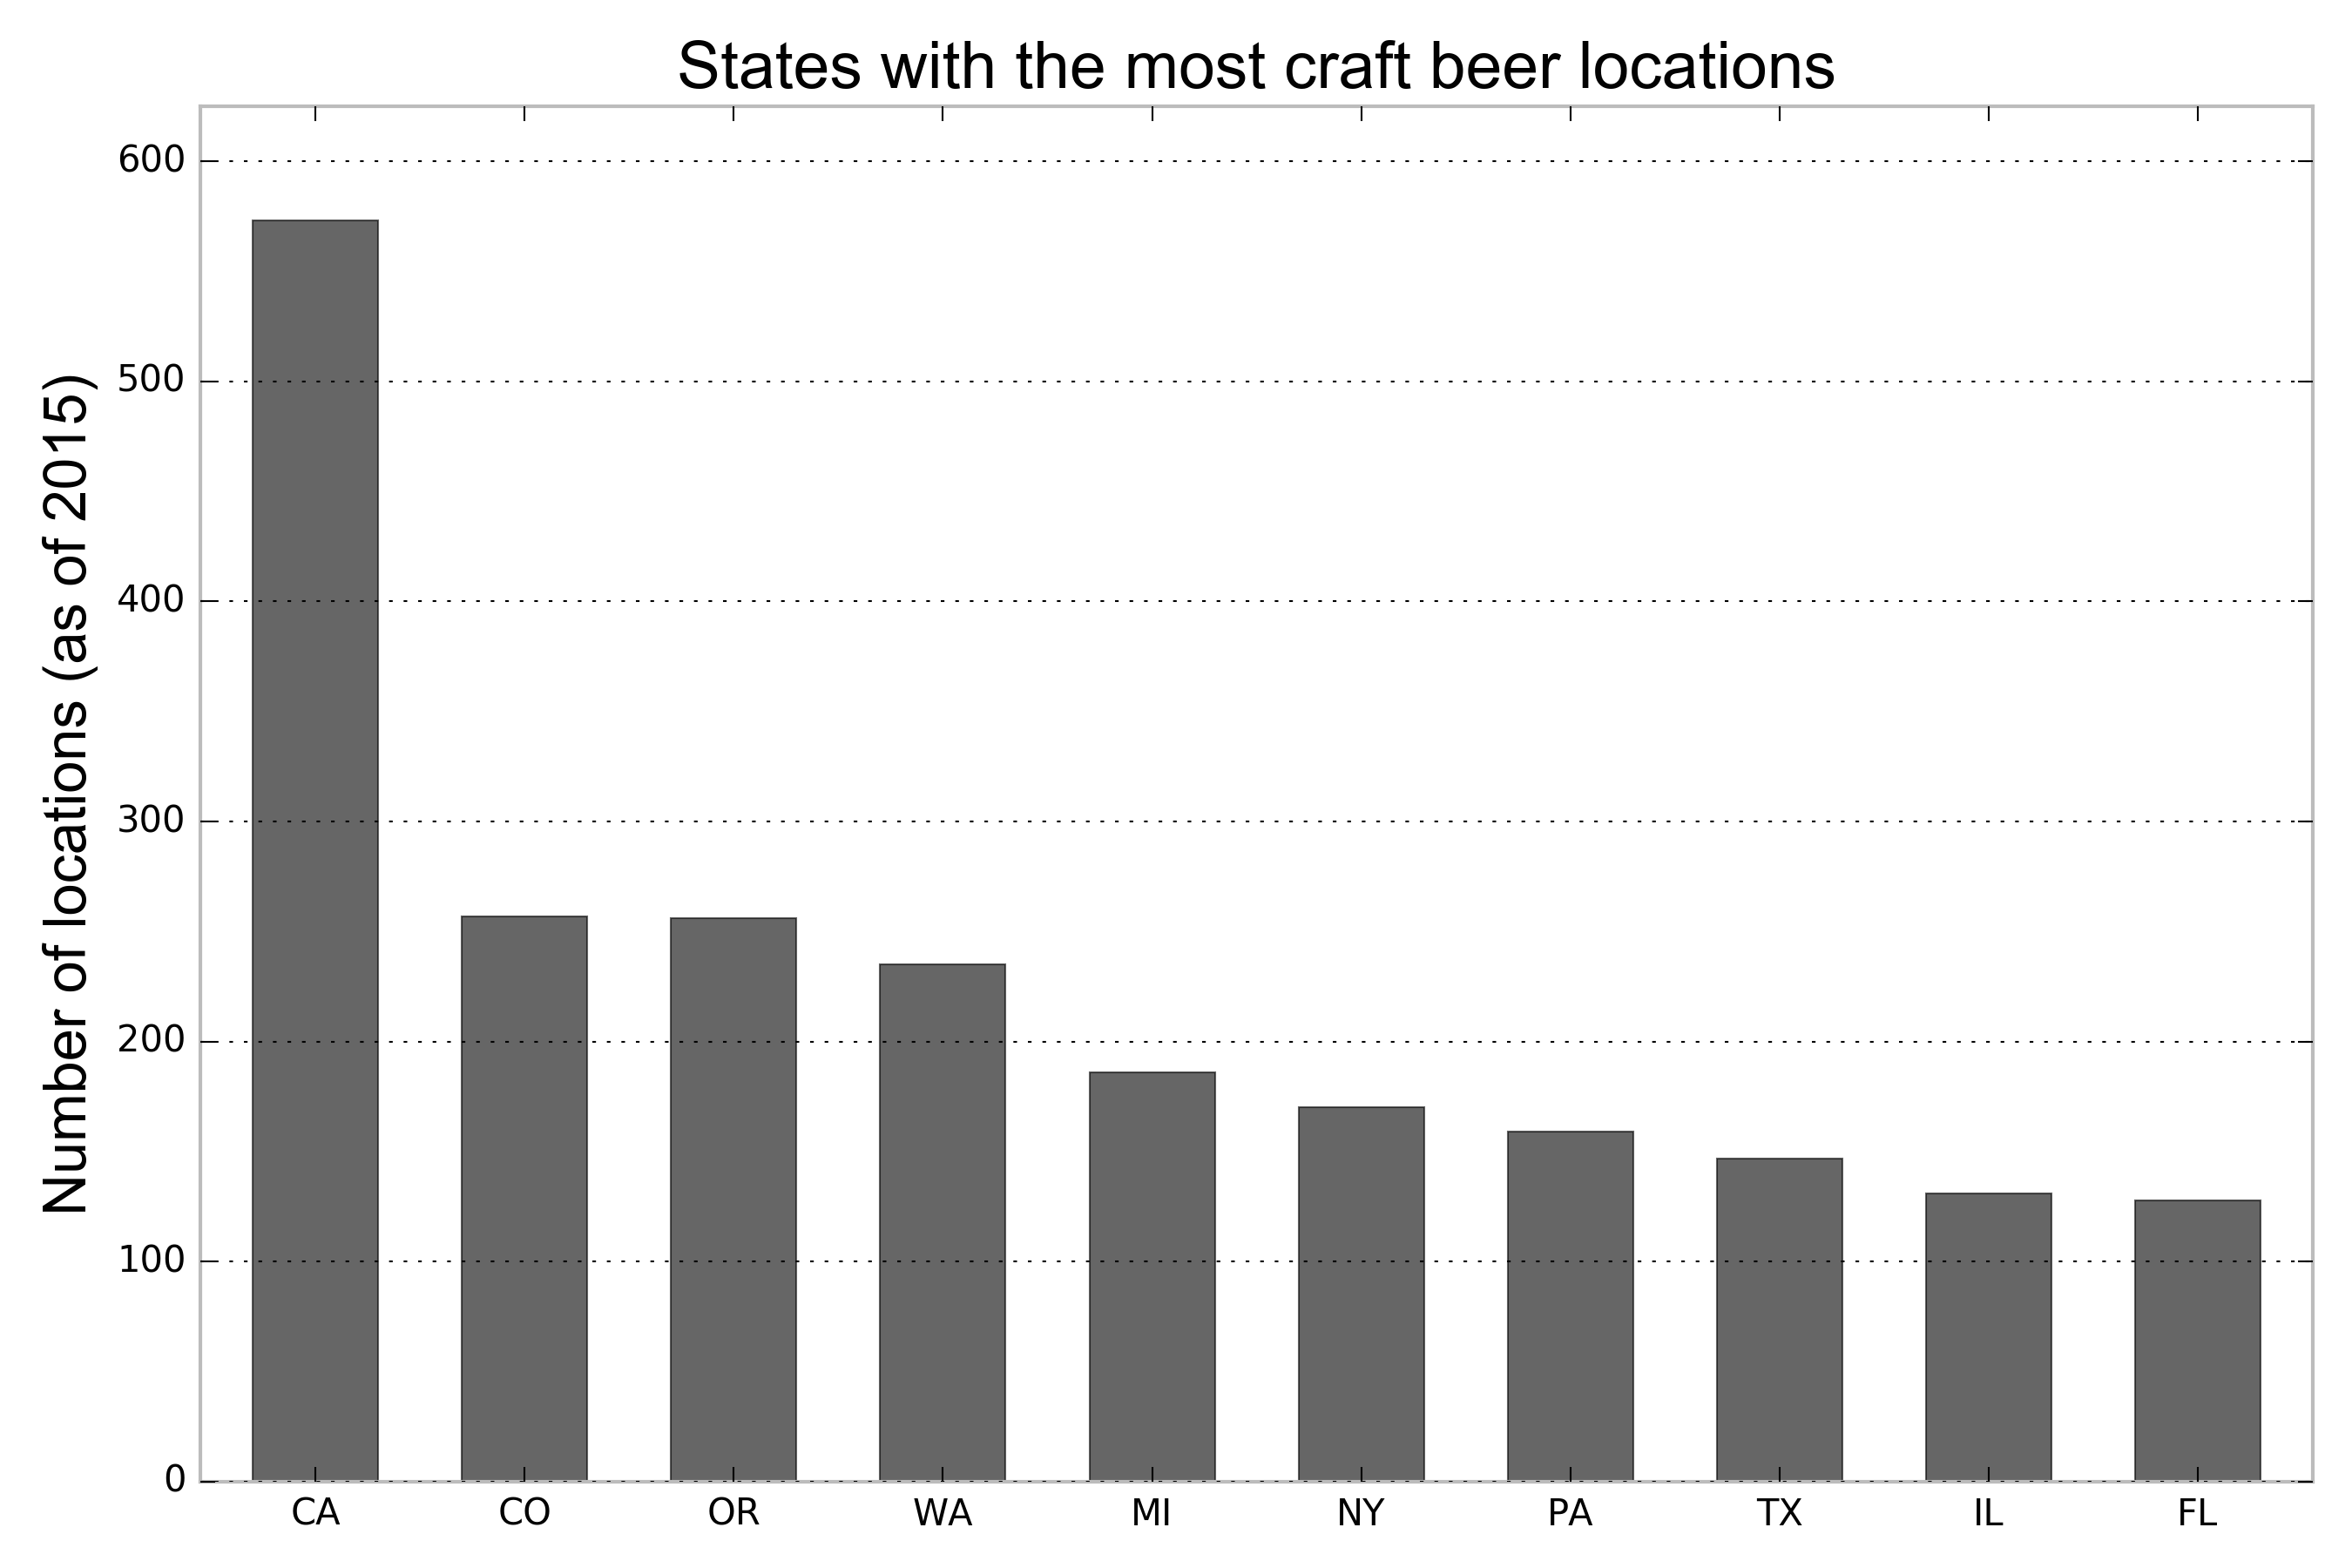 States with the most craft beer locations
Number of locations (as of 2015)
600
500
400
300
200
100
0
CA CO OR WA MI NY PA TX IL FL